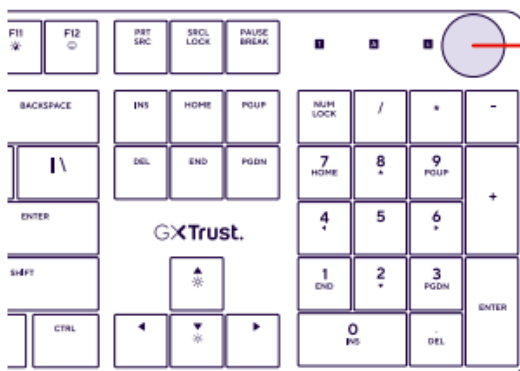 F11 F12 PRT SRC SRCL LOCK PAUSE BREAK
BACKSPACE INS HOME PGUP NUM LOCK / * -
| \ DEL END PGDN 7 HOME 8 9 PGUP +
ENTER GXTrust. 4 5 6
SHIFT 1 END 2 3 PGDN ENTER
CTRL 0 INS . DEL